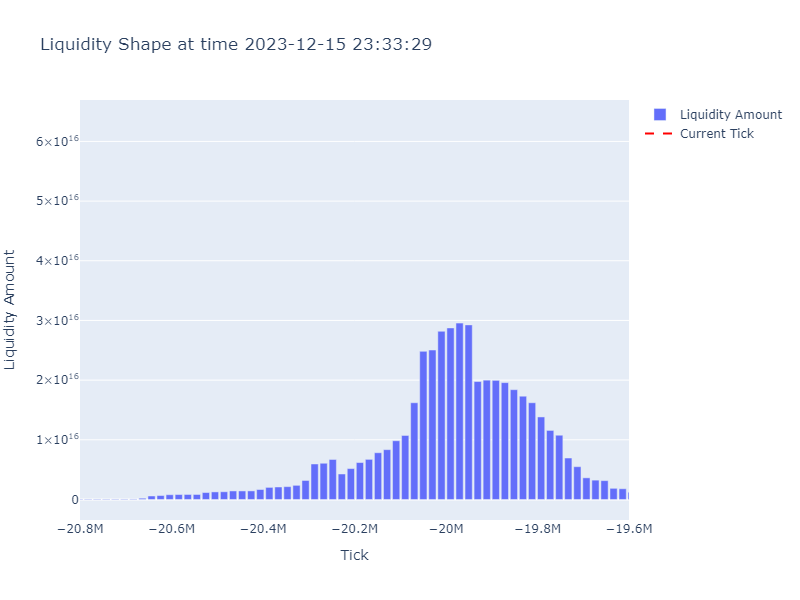 Liquidity Shape at time 2023-12-15 23:33:29
Liquidity Amount
Current Tick
6×10¹⁶
5×10¹⁶
4×10¹⁶
3×10¹⁶
2×10¹⁶
1×10¹⁶
0
Liquidity Amount
−20.8M −20.6M −20.4M −20.2M −20M −19.8M −19.6M
Tick